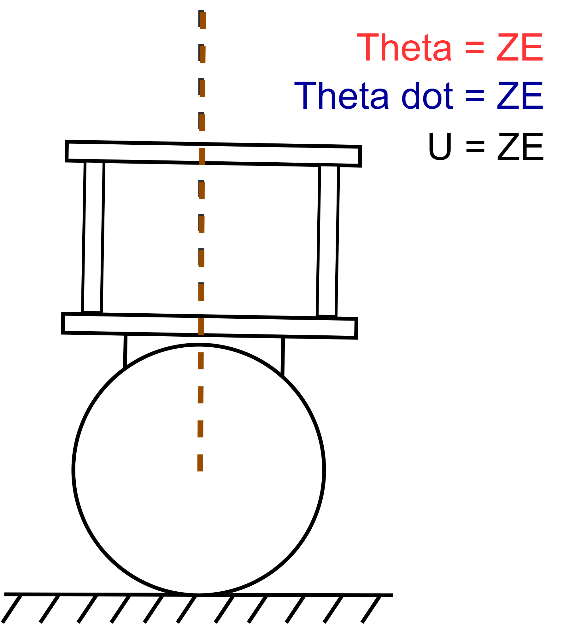 Theta = ZE
Theta dot = ZE
U = ZE